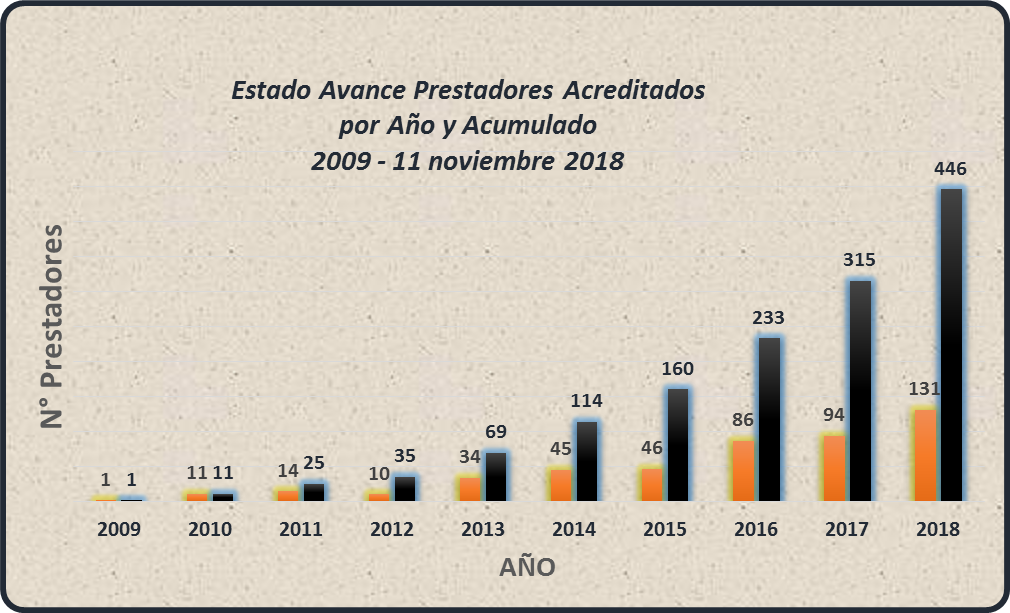 Estado Avance Prestadores Acreditados
por Año y Acumulado
2009 - 11 noviembre 2018
N° Prestadores
1 1
11 11
14 25
10 35
34 69
45 114
46 160
86 233
94 315
131 446
2009 2010 2011 2012 2013 2014 2015 2016 2017 2018
AÑO